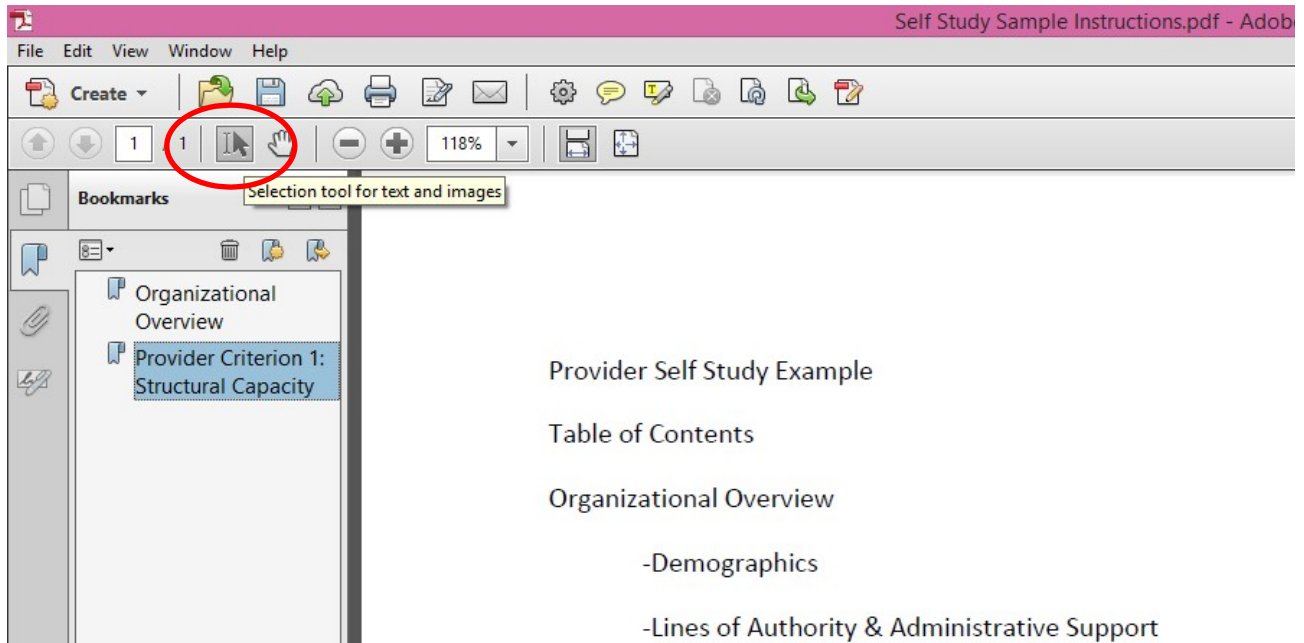 Self Study Sample Instructions.pdf - Adob
File Edit View Window Help
Create
1 / 1 118%
Selection tool for text and images
Bookmarks
Organizational
Overview
Provider Criterion 1:
Structural Capacity
Provider Self Study Example
Table of Contents
Organizational Overview
-Demographics
-Lines of Authority & Administrative Support